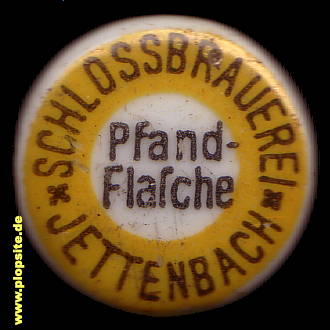 SCHLOSSBRAUEREI
Pfand-
Flaſche
JETTENBACH
www.plopsite.de